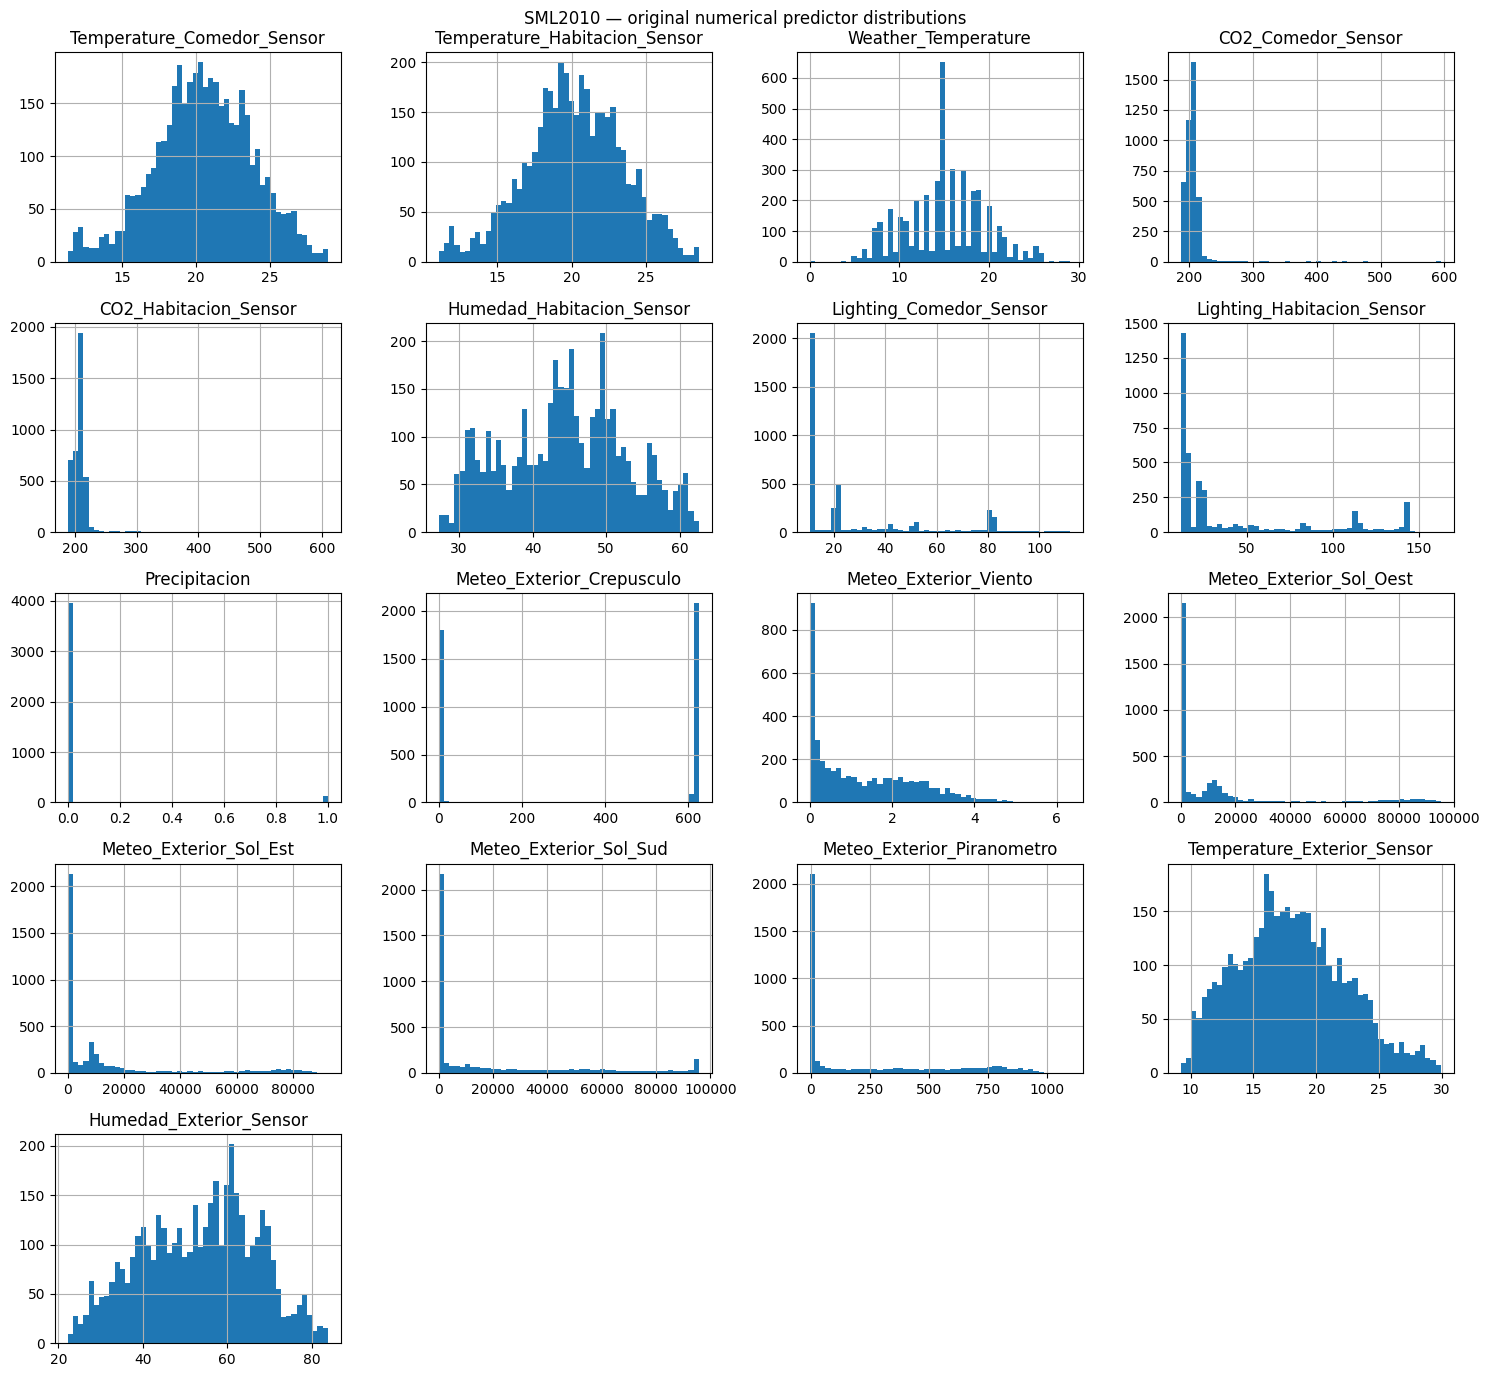 SML2010 — original numerical predictor distributions
Temperature_Comedor_Sensor
Temperature_Habitacion_Sensor
Weather_Temperature
CO2_Comedor_Sensor
150
100
50
0
15 20 25
200
150
100
50
0
15 20 25
600
500
400
300
200
100
0
0 10 20 30
1500
1250
1000
750
500
250
0
200 300 400 500 600
CO2_Habitacion_Sensor
Humedad_Habitacion_Sensor
Lighting_Comedor_Sensor
Lighting_Habitacion_Sensor
2000
1500
1000
500
0
200 300 400 500 600
200
150
100
50
0
30 40 50 60
2000
1500
1000
500
0
20 40 60 80 100
1500
1250
1000
750
500
250
0
50 100 150
Precipitacion
Meteo_Exterior_Crepusculo
Meteo_Exterior_Viento
Meteo_Exterior_Sol_Oest
4000
3000
2000
1000
0
0.0 0.2 0.4 0.6 0.8 1.0
2000
1500
1000
500
0
0 200 400 600
800
600
400
200
0
0 2 4 6
2000
1500
1000
500
0
0 20000 40000 60000 80000 100000
Meteo_Exterior_Sol_Est
Meteo_Exterior_Sol_Sud
Meteo_Exterior_Piranometro
Temperature_Exterior_Sensor
2000
1500
1000
500
0
0 20000 40000 60000 80000
2000
1500
1000
500
0
0 20000 40000 60000 80000 100000
2000
1500
1000
500
0
0 250 500 750 1000
150
100
50
0
10 15 20 25 30
Humedad_Exterior_Sensor
200
150
100
50
0
20 40 60 80